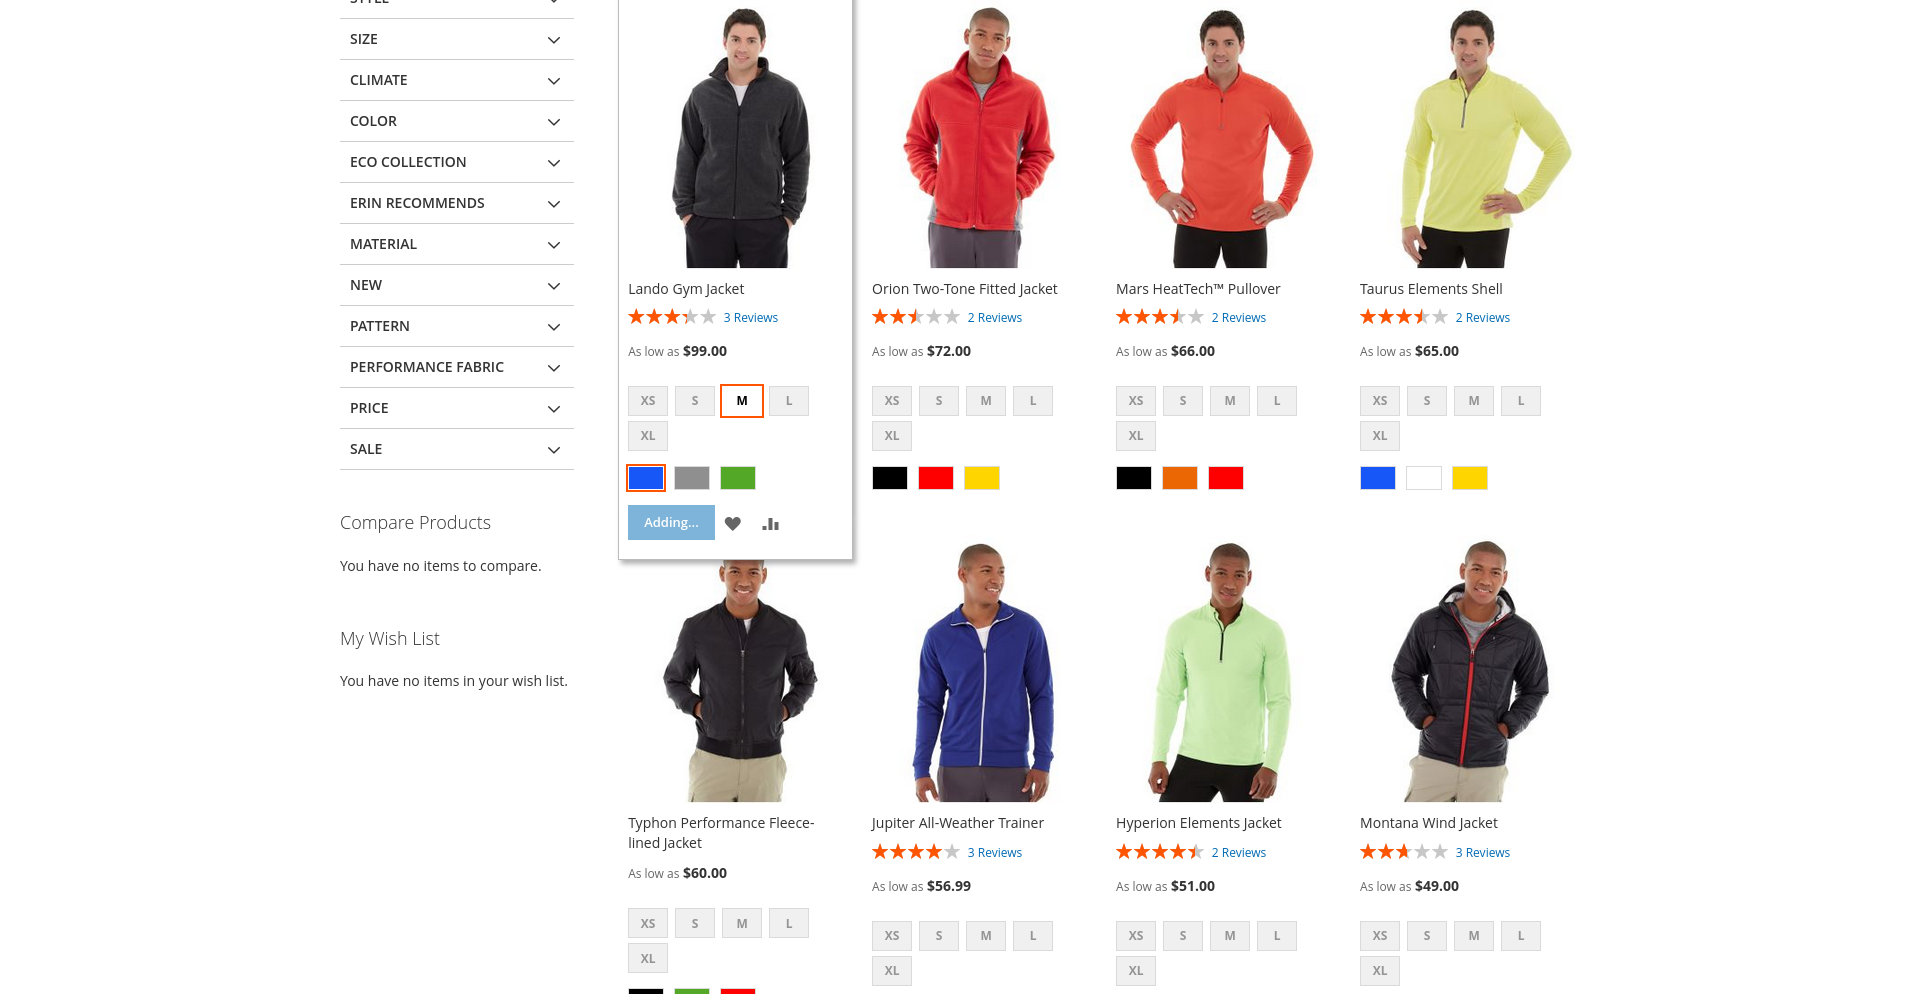 STYLE
SIZE
CLIMATE
COLOR
ECO COLLECTION
ERIN RECOMMENDS
MATERIAL
NEW
PATTERN
PERFORMANCE FABRIC
PRICE
SALE
Compare Products
You have no items to compare.
My Wish List
You have no items in your wish list.
Lando Gym Jacket
3 Reviews
As low as $99.00
XS S M L
XL
Adding...
Orion Two-Tone Fitted Jacket
2 Reviews
As low as $72.00
XS S M L
XL
Mars HeatTech™ Pullover
2 Reviews
As low as $66.00
XS S M L
XL
Taurus Elements Shell
2 Reviews
As low as $65.00
XS S M L
XL
Typhon Performance Fleece-
lined Jacket
As low as $60.00
XS S M L
XL
Jupiter All-Weather Trainer
3 Reviews
As low as $56.99
XS S M L
XL
Hyperion Elements Jacket
2 Reviews
As low as $51.00
XS S M L
XL
Montana Wind Jacket
3 Reviews
As low as $49.00
XS S M L
XL